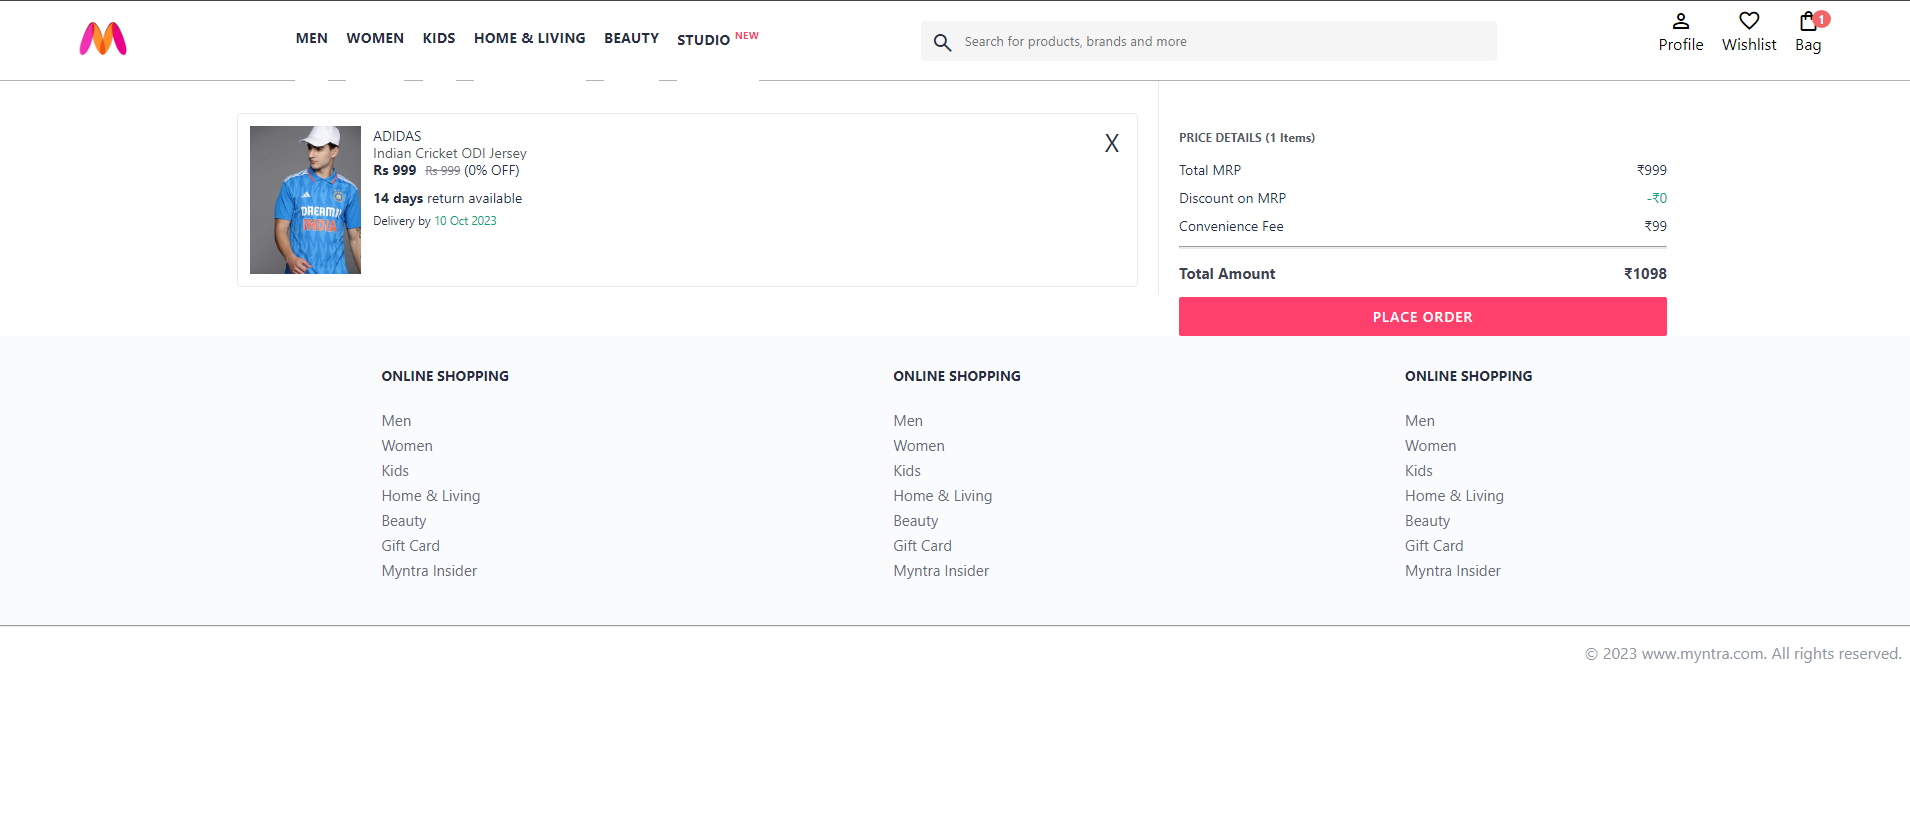 MEN WOMEN KIDS HOME & LIVING BEAUTY STUDIO NEW
Search for products, brands and more
1
Profile Wishlist Bag
ADIDAS
Indian Cricket ODI Jersey
Rs 999 Rs 999 (0% OFF)
14 days return available
Delivery by 10 Oct 2023
X
DREAM11
INDIA
PRICE DETAILS (1 Items)
Total MRP ₹999
Discount on MRP -₹0
Convenience Fee ₹99
Total Amount ₹1098
PLACE ORDER
ONLINE SHOPPING
Men
Women
Kids
Home & Living
Beauty
Gift Card
Myntra Insider
ONLINE SHOPPING
Men
Women
Kids
Home & Living
Beauty
Gift Card
Myntra Insider
ONLINE SHOPPING
Men
Women
Kids
Home & Living
Beauty
Gift Card
Myntra Insider
© 2023 www.myntra.com. All rights reserved.